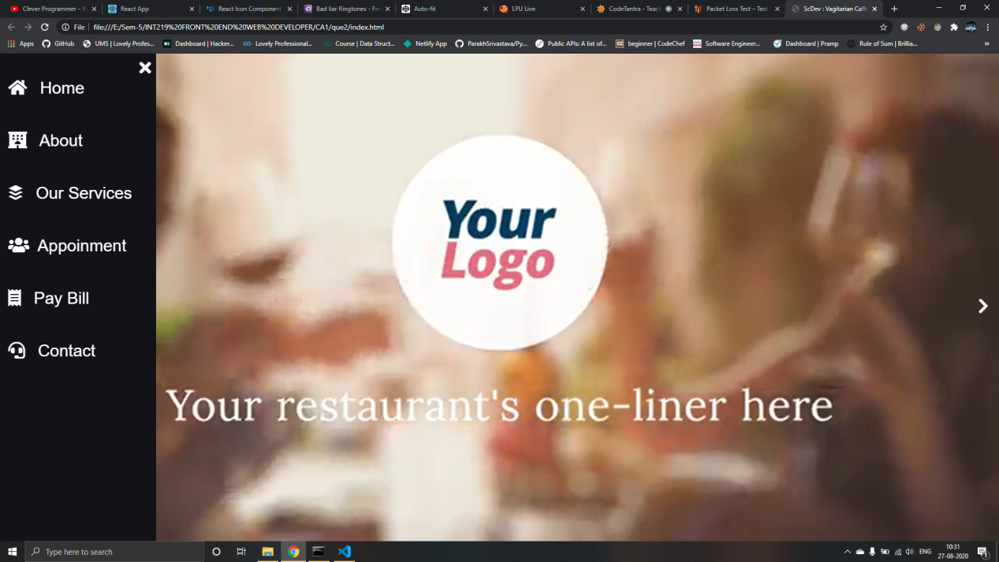 Clever Programmer - Y
React App
React Icon Component
Bad liar Ringtones - Fre
Auto-fit
LPU Live
CodeTantra - Teach
Packet Loss Test – Test
ScDev : Vagitarian Caff
File
file:///E:/Sem-5/INT219%20FRONT%20END%20WEB%20DEVELOPER/CA1/que2/index.html
Apps
GitHub
UMS | Lovely Profes...
Dashboard | Hacker...
Lovely Professional...
Course | Data Struct...
Netlify App
ParakhSrivastava/Py...
Public APIs: A list of...
beginner | CodeChef
Software Engineer...
Dashboard | Pramp
Rule of Sum | Brillia...
»
Home
About
Our Services
Appoinment
Pay Bill
Contact
Your
Logo
Your restaurant's one-liner here
Type here to search
ENG
10:31
27-08-2020
1